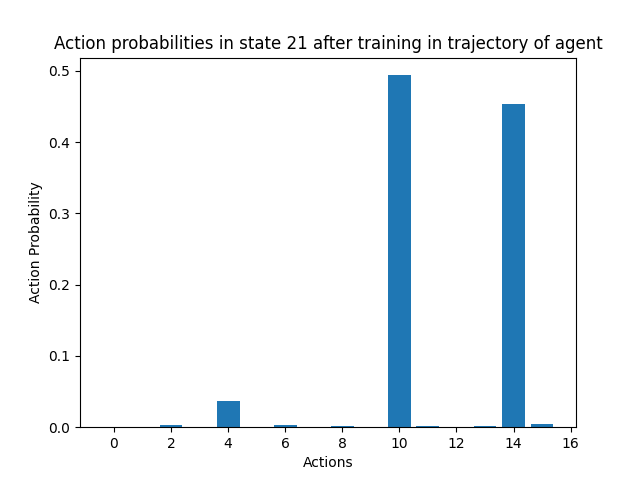 Action probabilities in state 21 after training in trajectory of agent
0.5
0.4
0.3
0.2
0.1
0.0
Action Probability
0 2 4 6 8 10 12 14 16
Actions